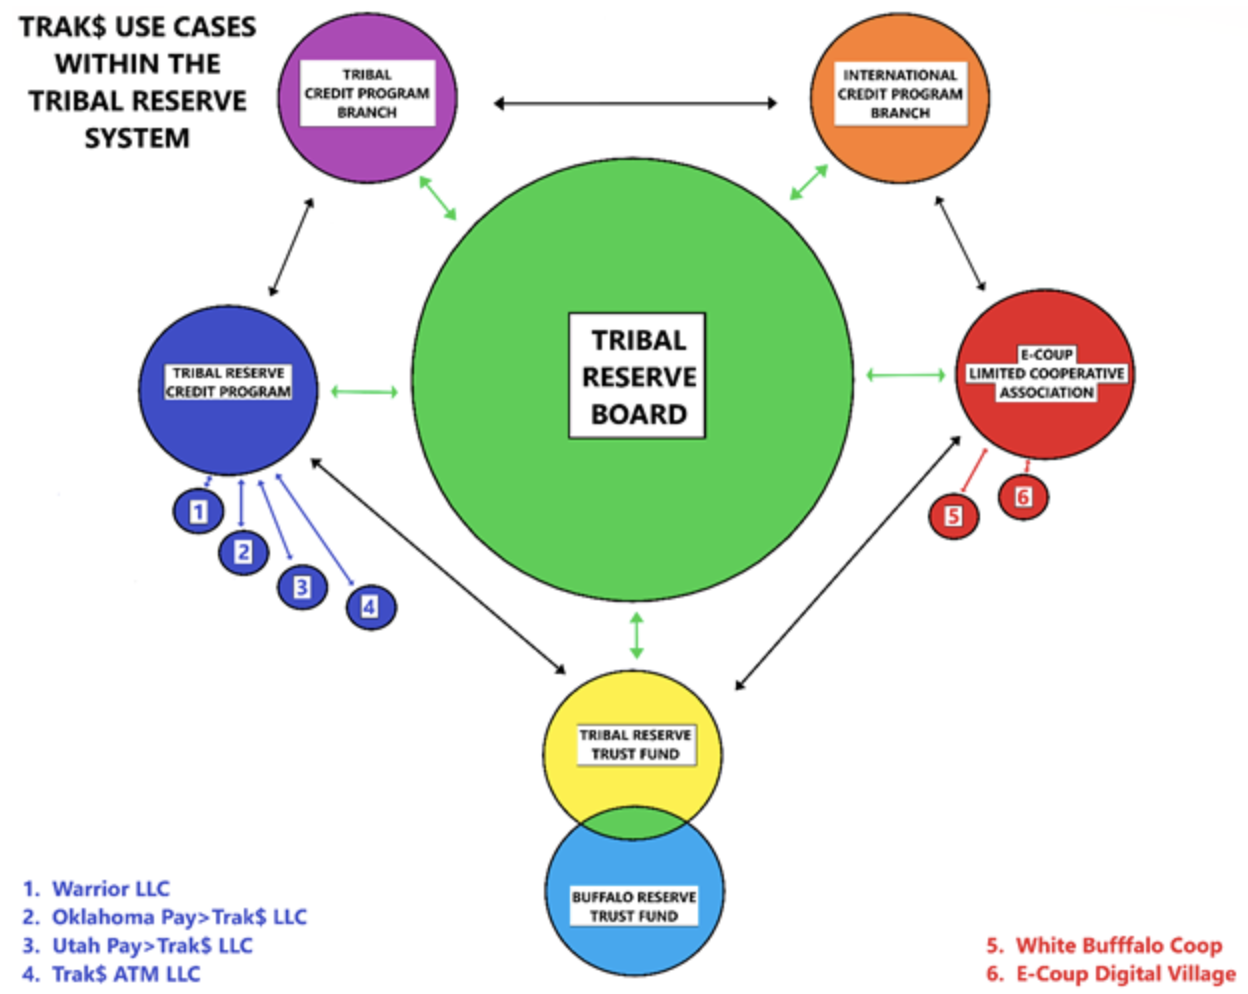 TRAK$ USE CASES
WITHIN THE
TRIBAL RESERVE
SYSTEM
TRIBAL
CREDIT PROGRAM
BRANCH
INTERNATIONAL
CREDIT PROGRAM
BRANCH
TRIBAL
RESERVE
BOARD
TRIBAL RESERVE
CREDIT PROGRAM
E-COUP
LIMITED COOPERATIVE
ASSOCIATION
1
2
3
4
5
6
TRIBAL RESERVE
TRUST FUND
BUFFALO RESERVE
TRUST FUND
1. Warrior LLC
2. Oklahoma Pay>Trak$ LLC
3. Utah Pay>Trak$ LLC
4. Trak$ ATM LLC
5. White Bufffalo Coop
6. E-Coup Digital Village